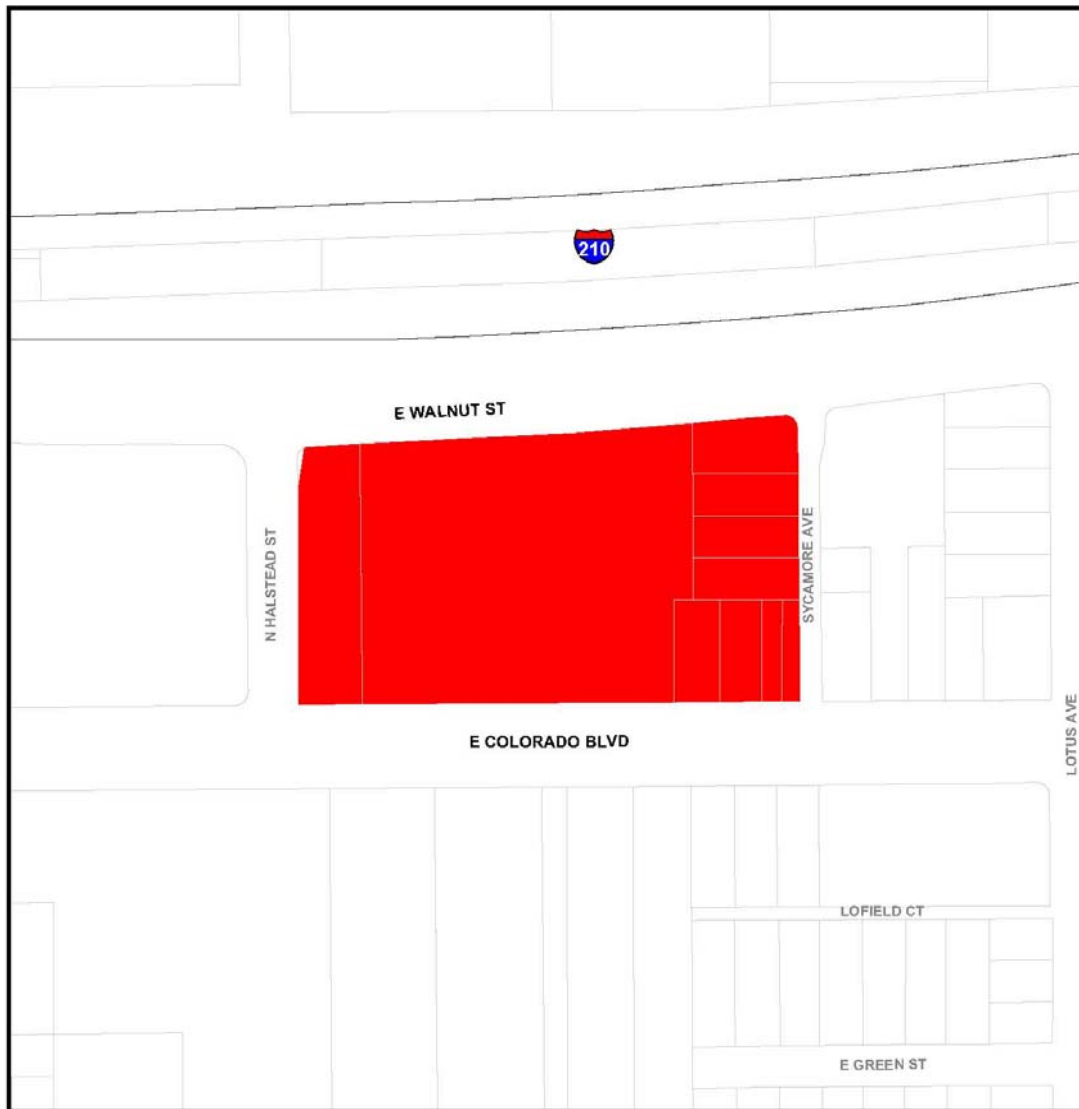 210
E WALNUT ST
N HALSTEAD ST
SYCAMORE AVE
E COLORADO BLVD
LOTUS AVE
LOFIELD CT
E GREEN ST